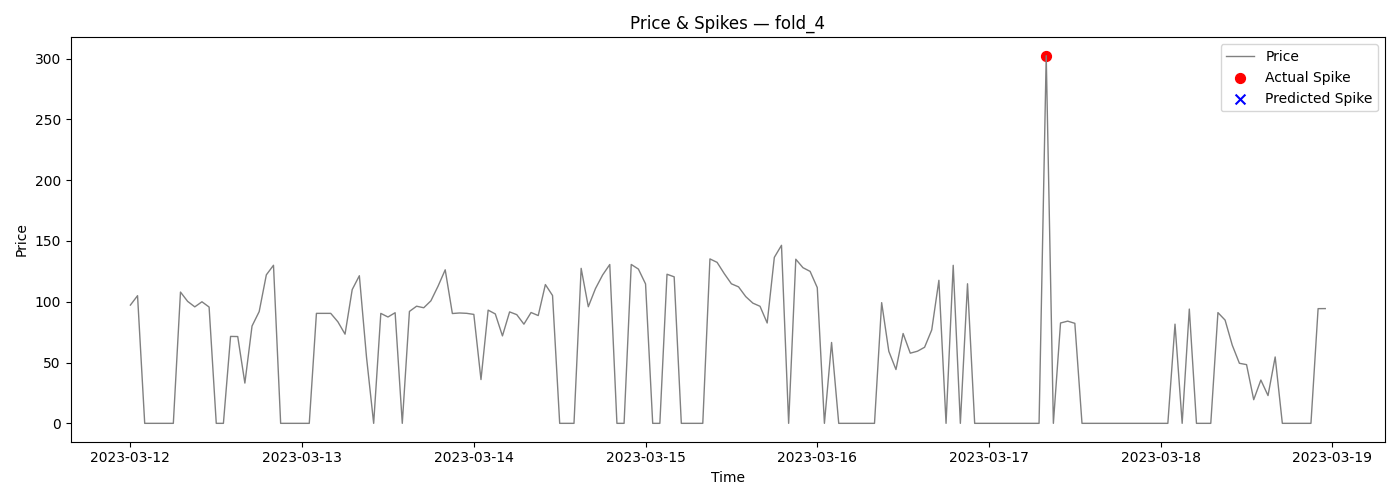 Price & Spikes — fold_4
Price
Actual Spike
Predicted Spike
300
250
200
150
100
50
0
Price
2023-03-12
2023-03-13
2023-03-14
2023-03-15
2023-03-16
2023-03-17
2023-03-18
2023-03-19
Time